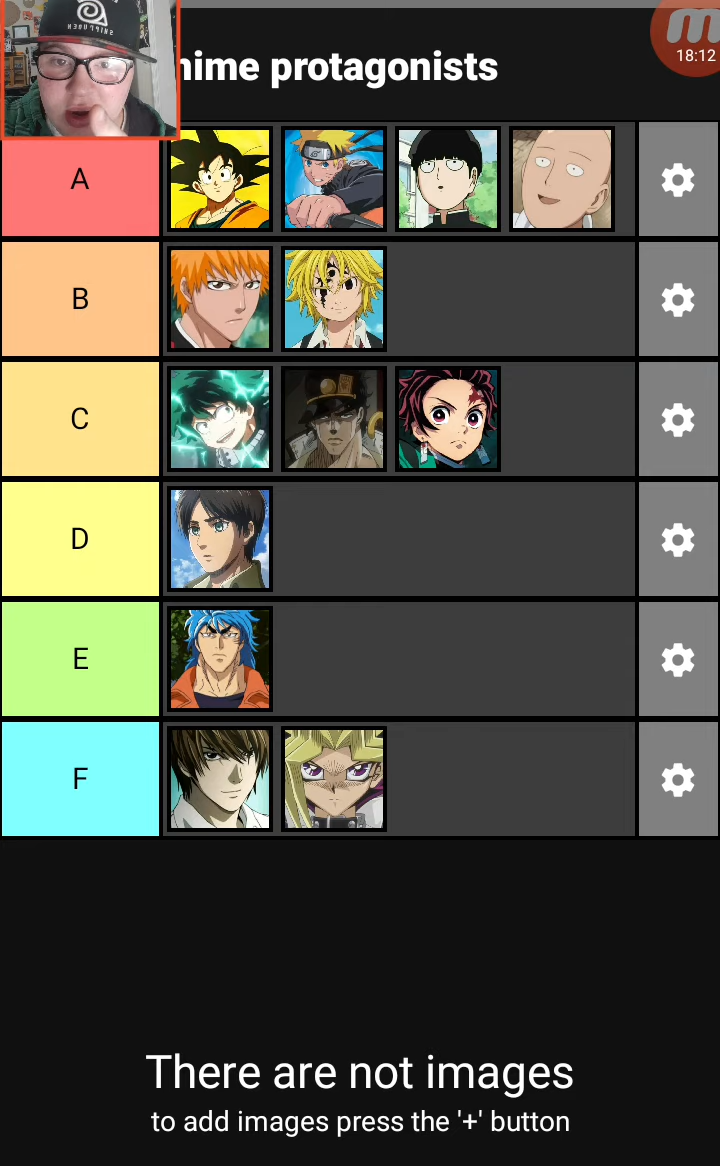 nime protagonists
18:12
A
B
C
D
E
F
There are not images
to add images press the '+' button